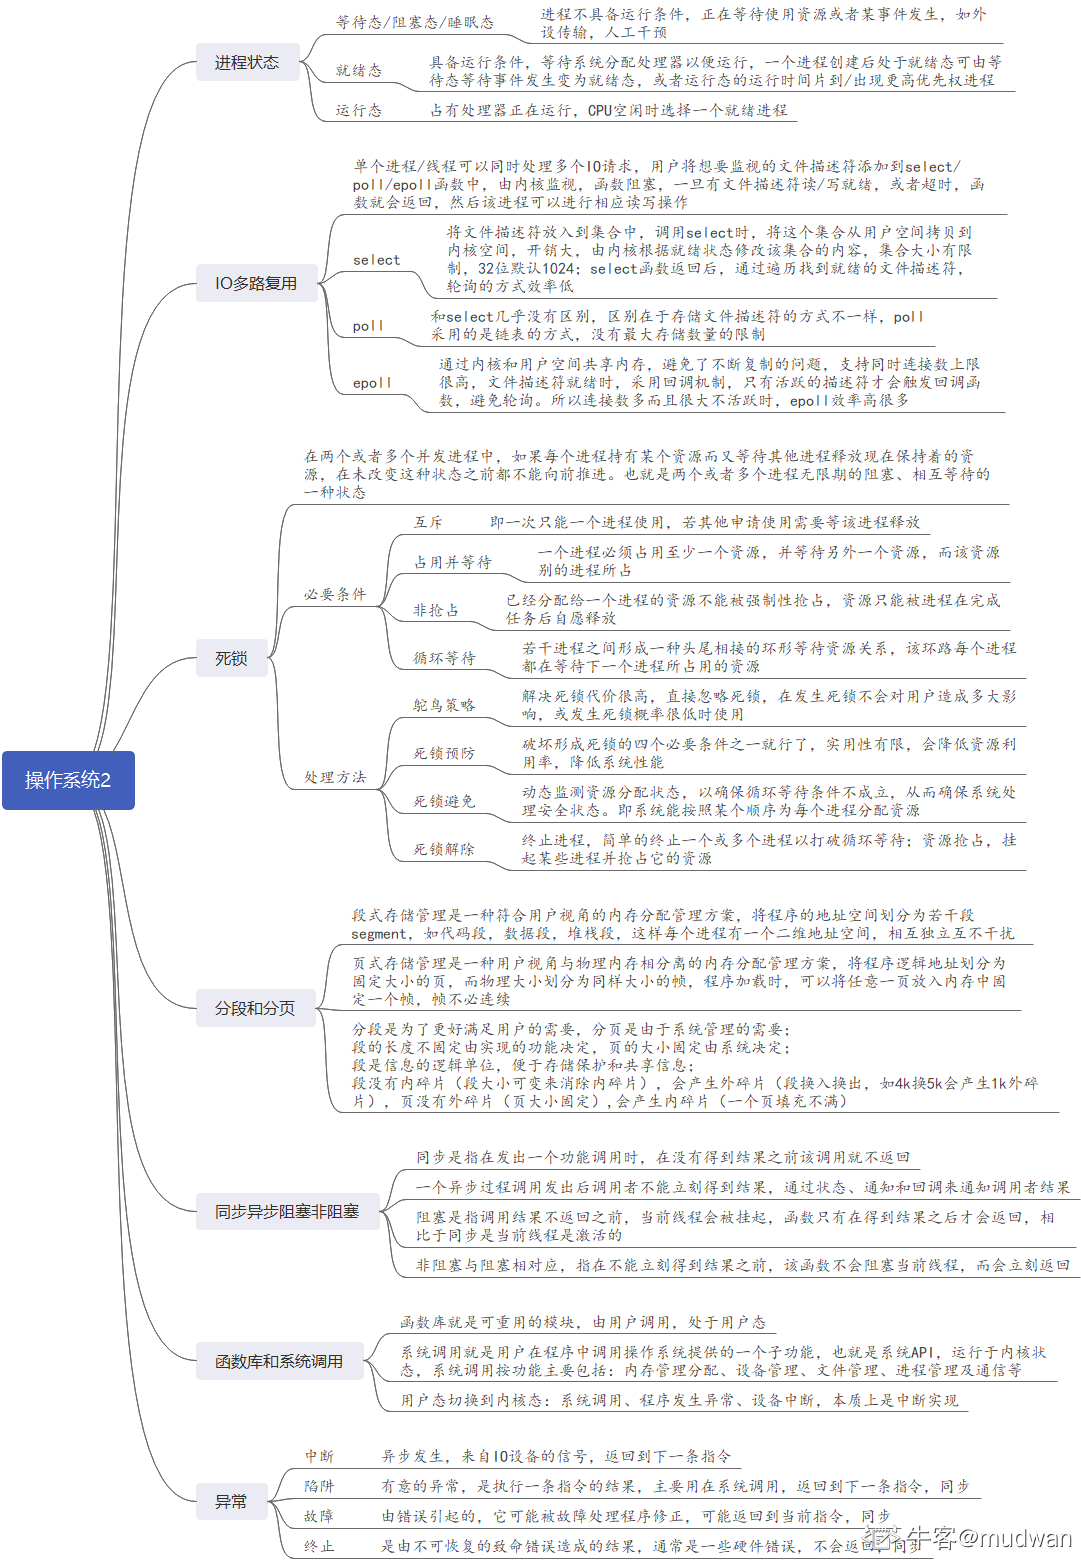 操作系统2
进程状态
等待态/阻塞态/睡眠态
进程不具备运行条件，正在等待使用资源或者某事件发生，如外
设传输，人工干预
就绪态
具备运行条件，等待系统分配处理器以便运行，一个进程创建后处于就绪态可由等
待态等待事件发生变为就绪态，或者运行态的运行时间片到/出现更高优先权进程
运行态
占有处理器正在运行，CPU空闲时选择一个就绪进程
IO多路复用
单个进程/线程可以同时处理多个IO请求，用户将想要监视的文件描述符添加到select/
poll/epoll函数中，由内核监视，函数阻塞，一旦有文件描述符读/写就绪，或者超时，函
数就会返回，然后该进程可以进行相应读写操作
select
将文件描述符放入到集合中，调用select时，将这个集合从用户空间拷贝到
内核空间，开销大，由内核根据就绪状态修改该集合的内容，集合大小有限
制，32位默认1024；select函数返回后，通过遍历找到就绪的文件描述符，
轮询的方式效率低
poll
和select几乎没有区别，区别在于存储文件描述符的方式不一样，poll
采用的是链表的方式，没有最大存储数量的限制
epoll
通过内核和用户空间共享内存，避免了不断复制的问题，支持同时连接数上限
很高，文件描述符就绪时，采用回调机制，只有活跃的描述符才会触发回调函
数，避免轮询。所以连接数多而且很大不活跃时，epoll效率高很多
死锁
在两个或者多个并发进程中，如果每个进程持有某个资源而又等待其他进程释放现在保持着的资
源，在未改变这种状态之前都不能向前推进。也就是两个或者多个进程无限期的阻塞、相互等待的
一种状态
必要条件
互斥
即一次只能一个进程使用，若其他申请使用需要等该进程释放
占用并等待
一个进程必须占用至少一个资源，并等待另外一个资源，而该资源
别的进程所占
非抢占
已经分配给一个进程的资源不能被强制性抢占，资源只能被进程在完成
任务后自愿释放
循环等待
若干进程之间形成一种头尾相接的环形等待资源关系，该环路每个进程
都在等待下一个进程所占用的资源
处理方法
鸵鸟策略
解决死锁代价很高，直接忽略死锁，在发生死锁不会对用户造成多大影
响，或发生死锁概率很低时使用
死锁预防
破坏形成死锁的四个必要条件之一就行了，实用性有限，会降低资源利
用率，降低系统性能
死锁避免
动态监测资源分配状态，以确保循环等待条件不成立，从而确保系统处
理安全状态。即系统能按照某个顺序为每个进程分配资源
死锁解除
终止进程，简单的终止一个或多个进程以打破循环等待；资源抢占，挂
起某些进程并抢占它的资源
分段和分页
段式存储管理是一种符合用户视角的内存分配管理方案，将程序的地址空间划分为若干段
segment，如代码段，数据段，堆栈段，这样每个进程有一个二维地址空间，相互独立互不干扰
页式存储管理是一种用户视角与物理内存相分离的内存分配管理方案，将程序逻辑地址划分为
固定大小的页，而物理大小划分为同样大小的帧，程序加载时，可以将任意一页放入内存中固
定一个帧，帧不必连续
分段是为了更好满足用户的需要，分页是由于系统管理的需要；
段的长度不固定由实现的功能决定，页的大小固定由系统决定；
段是信息的逻辑单位，便于存储保护和共享信息；
段没有内碎片（段大小可变来消除内碎片），会产生外碎片（段换入换出，如4k换5k会产生1k外碎
片），页没有外碎片（页大小固定），会产生内碎片（一个页填充不满）
同步异步阻塞非阻塞
同步是指在发出一个功能调用时，在没有得到结果之前该调用就不返回
一个异步过程调用发出后调用者不能立刻得到结果，通过状态、通知和回调来通知调用者结果
阻塞是指调用结果不返回之前，当前线程会被挂起，函数只有在得到结果之后才会返回，相
比于同步是当前线程是激活的
非阻塞与阻塞相对应，指在不能立刻得到结果之前，该函数不会阻塞当前线程，而会立刻返回
函数库和系统调用
函数库就是可重用的模块，由用户调用，处于用户态
系统调用就是用户在程序中调用操作系统提供的一个子功能，也就是系统API，运行于内核状
态，系统调用按功能主要包括：内存管理分配、设备管理、文件管理、进程管理及通信等
用户态切换到内核态：系统调用、程序发生异常、设备中断，本质上是中断实现
异常
中断
异步发生，来自IO设备的信号，返回到下一条指令
陷阱
有意的异常，是执行一条指令的结果，主要用在系统调用，返回到下一条指令，同步
故障
由错误引起的，它可能被故障处理程序修正，可能返回到当前指令，同步
终止
是由不可恢复的致命错误造成的结果，通常是一些硬件错误，不会返回，同步
牛客@mudwan